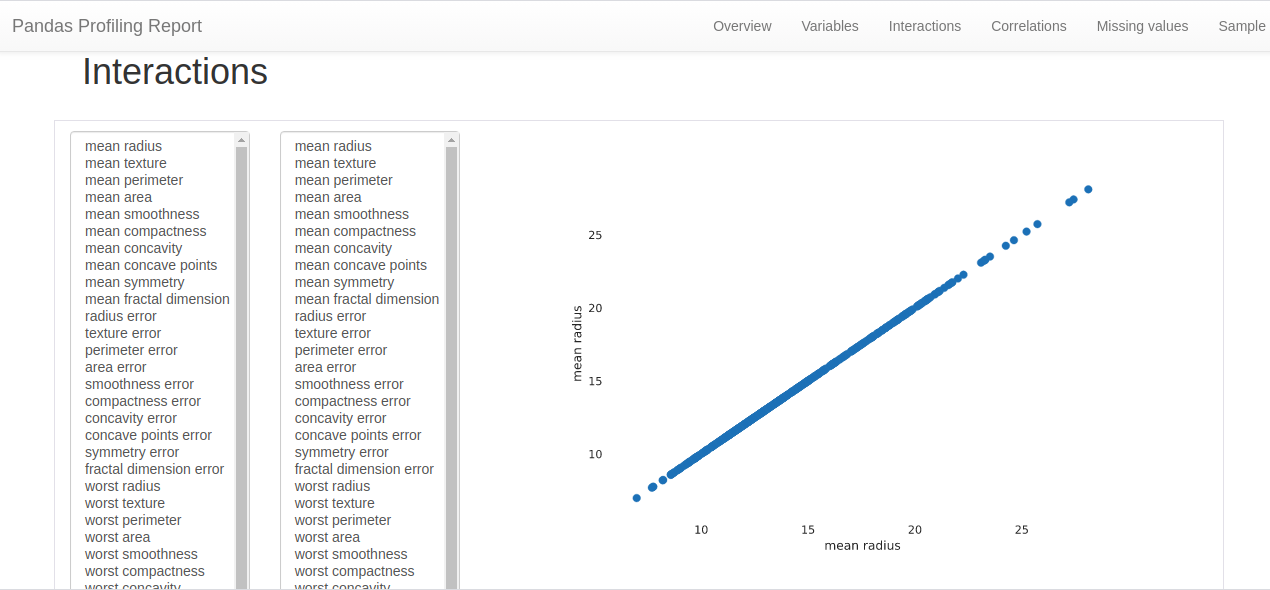 Pandas Profiling Report
Overview
Variables
Interactions
Correlations
Missing values
Sample
Interactions
mean radius
mean texture
mean perimeter
mean area
mean smoothness
mean compactness
mean concavity
mean concave points
mean symmetry
mean fractal dimension
radius error
texture error
perimeter error
area error
smoothness error
compactness error
concavity error
concave points error
symmetry error
fractal dimension error
worst radius
worst texture
worst perimeter
worst area
worst smoothness
worst compactness
worst concavity
mean radius
mean texture
mean perimeter
mean area
mean smoothness
mean compactness
mean concavity
mean concave points
mean symmetry
mean fractal dimension
radius error
texture error
perimeter error
area error
smoothness error
compactness error
concavity error
concave points error
symmetry error
fractal dimension error
worst radius
worst texture
worst perimeter
worst area
worst smoothness
worst compactness
worst concavity
mean radius
25
20
15
10
10
15
20
25
mean radius